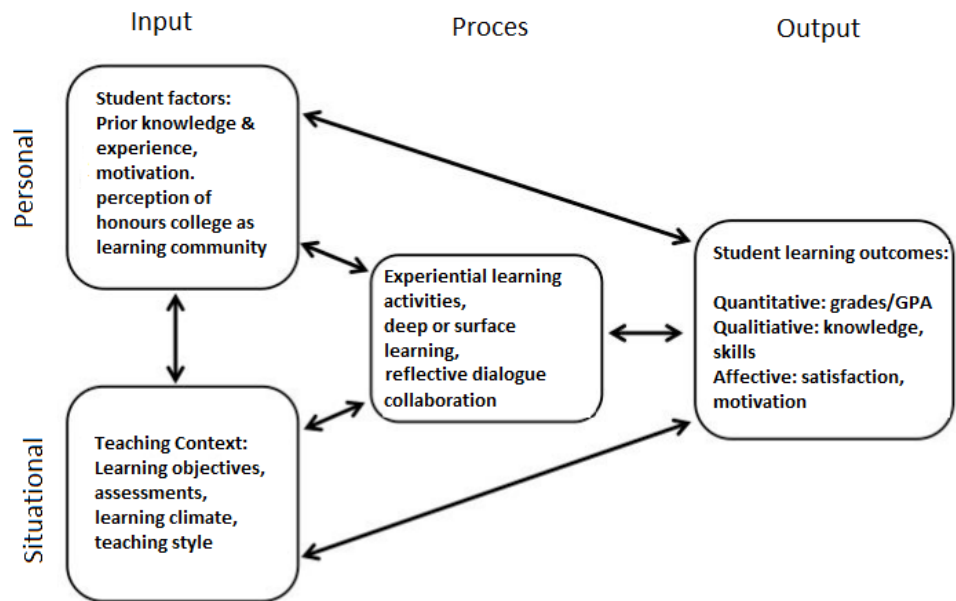 Input
Proces
Output
Personal
Student factors:
Prior knowledge &
experience,
motivation.
perception of
honours college as
learning community
Experiential learning
activities,
deep or surface
learning,
reflective dialogue
collaboration
Student learning outcomes:
Quantitative: grades/GPA
Qualitiative: knowledge,
skills
Affective: satisfaction,
motivation
Situational
Teaching Context:
Learning objectives,
assessments,
learning climate,
teaching style